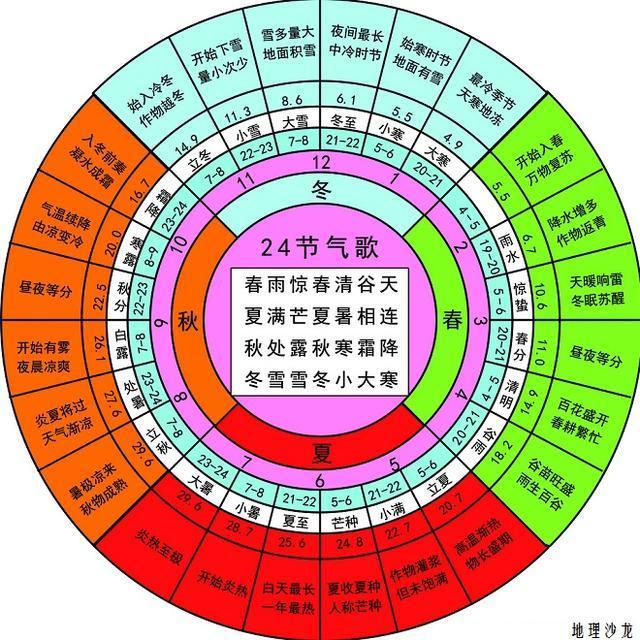 24节气歌
春雨惊春清谷天
夏满芒夏暑相连
秋处露秋寒霜降
冬雪雪冬小大寒
冬
春
夏
秋
12
1
2
3
4
5
6
7
8
9
10
11
夜间最长
中冷时节
6.1
冬至
21-22
始寒时节
地面有雪
5.5
小寒
5-6
最冷季节
天寒地冻
4.9
大寒
20-21
开始入春
万物复苏
5.5
4-5
降水增多
作物返青
6.7
雨水
19-20
天暖响雷
冬眠苏醒
10.6
惊蛰
5-6
昼夜等分
11.0
春分
20-21
百花盛开
春耕繁忙
14.9
清明
4-5
谷苗旺盛
雨生百谷
18.2
谷雨
20-21
高温渐热
物长盛期
20.7
立夏
5-6
作物灌浆
但未饱满
22.7
小满
21-22
夏收夏种
人称芒种
24.8
芒种
5-6
白天最长
一年最热
25.6
夏至
21-22
开始炎热
28.7
小暑
7-8
炎热至极
29.6
大暑
23-24
暑极凉来
秋物成熟
29.6
立秋
7-8
炎夏将过
天气渐凉
27.6
处暑
23-24
开始有雾
夜晨凉爽
26.1
白露
7-8
昼夜等分
22.5
秋分
22-23
气温续降
由凉变冷
20.0
寒露
8-9
入冬前奏
凝水成霜
16.7
23-24
始入冷冬
作物越冬
14.9
立冬
7-8
开始下雪
量小次少
11.3
小雪
22-23
雪多量大
地面积雪
8.6
大雪
7-8
地理沙龙